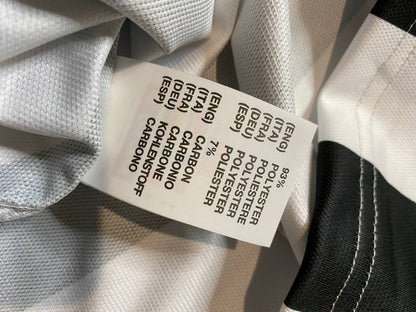 93%
(ENG) POLYESTER
(ITA) POLIESTERE
(FRA) POLYESTERE
(DEU) POLYESTER
(ESP) POLIESTER
7%
(ENG) CARBON
(ITA) CARBONIO
(FRA) CARBONE
(DEU) KOHLENSTOFF
(ESP) CARBONO